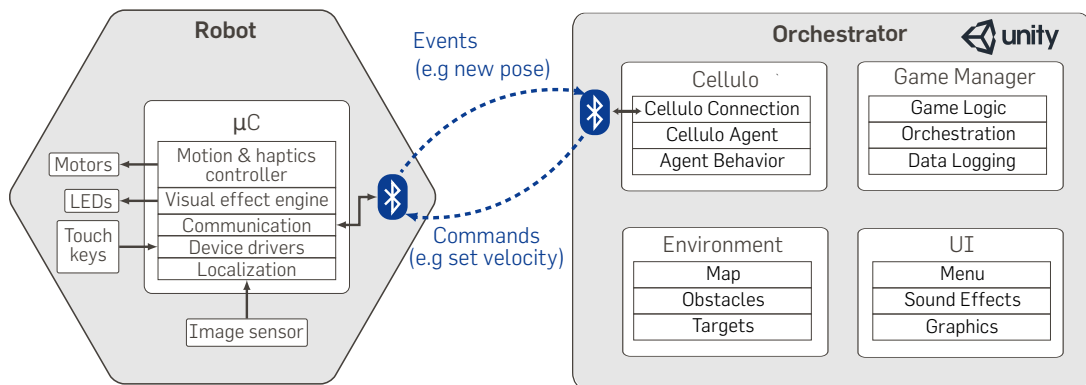 Robot
μC
Motion & haptics
controller
Visual effect engine
Communication
Device drivers
Localization
Motors
LEDs
Touch
keys
Image sensor
Events
(e.g new pose)
Commands
(e.g set velocity)
Orchestrator
unity
Cellulo
Cellulo Connection
Cellulo Agent
Agent Behavior
Game Manager
Game Logic
Orchestration
Data Logging
Environment
Map
Obstacles
Targets
UI
Menu
Sound Effects
Graphics